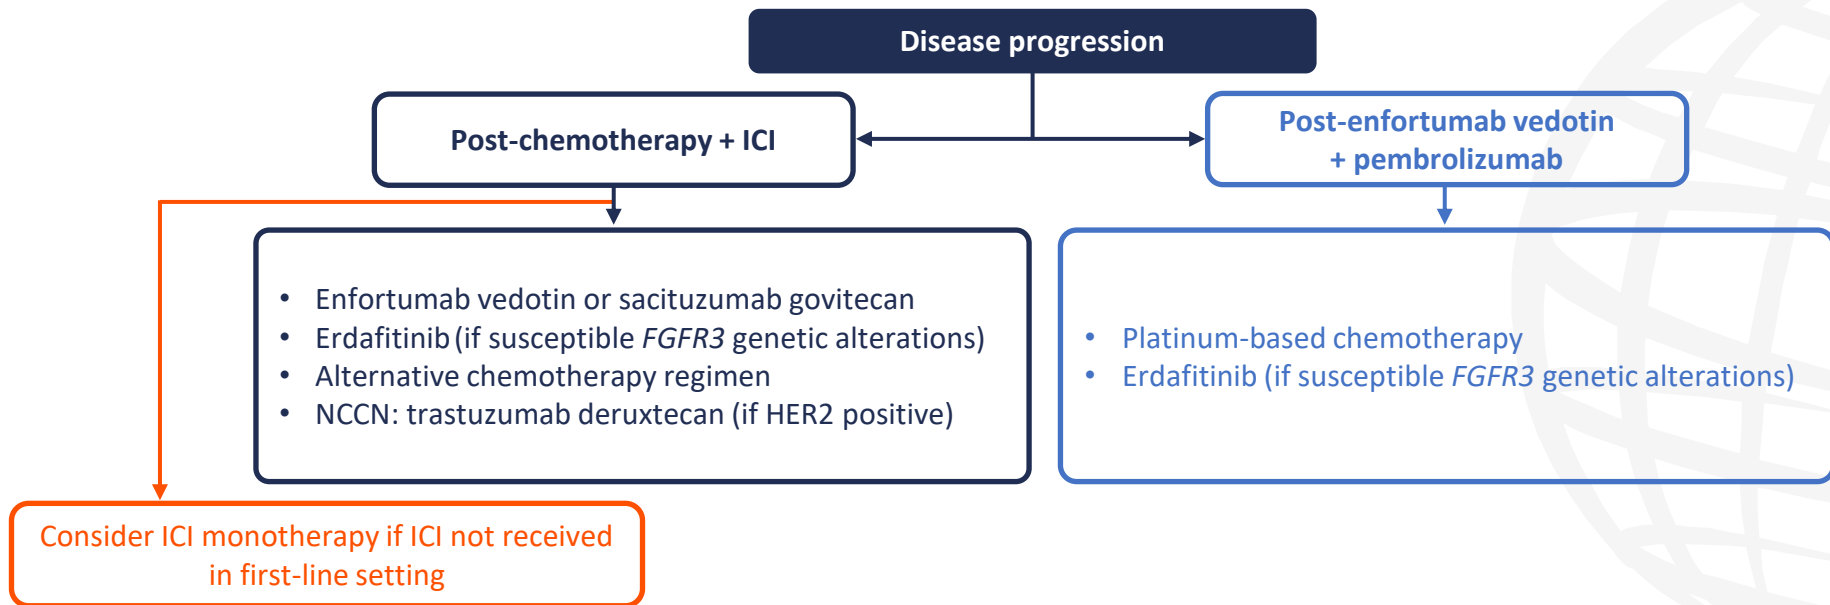 Disease progression
Post-chemotherapy + ICI
Post-enfortumab vedotin
+ pembrolizumab
• Enfortumab vedotin or sacituzumab govitecan
• Erdafitinib (if susceptible FGFR3 genetic alterations)
• Alternative chemotherapy regimen
• NCCN: trastuzumab deruxtecan (if HER2 positive)
• Platinum-based chemotherapy
• Erdafitinib (if susceptible FGFR3 genetic alterations)
Consider ICI monotherapy if ICI not received
in first-line setting